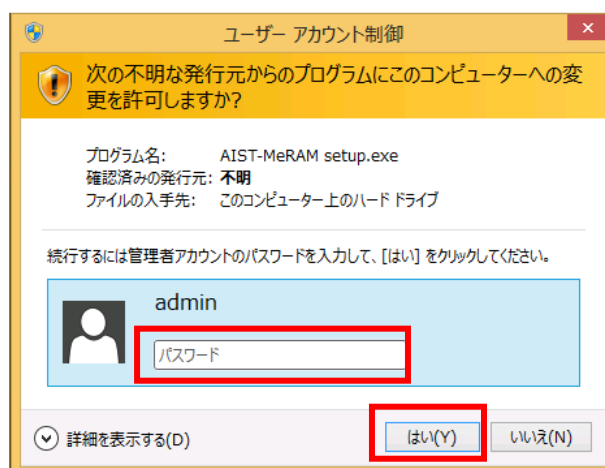 ユーザー アカウント制御
次の不明な発行元からのプログラムにこのコンピューターへの変
更を許可しますか?
プログラム名: AIST-MeRAM setup.exe
確認済みの発行元: 不明
ファイルの入手先: このコンピューター上のハード ドライブ
続行するには管理者アカウントのパスワードを入力して、[はい] をクリックしてください。
admin
パスワード
詳細を表示する(D)
はい(Y) いいえ(N)